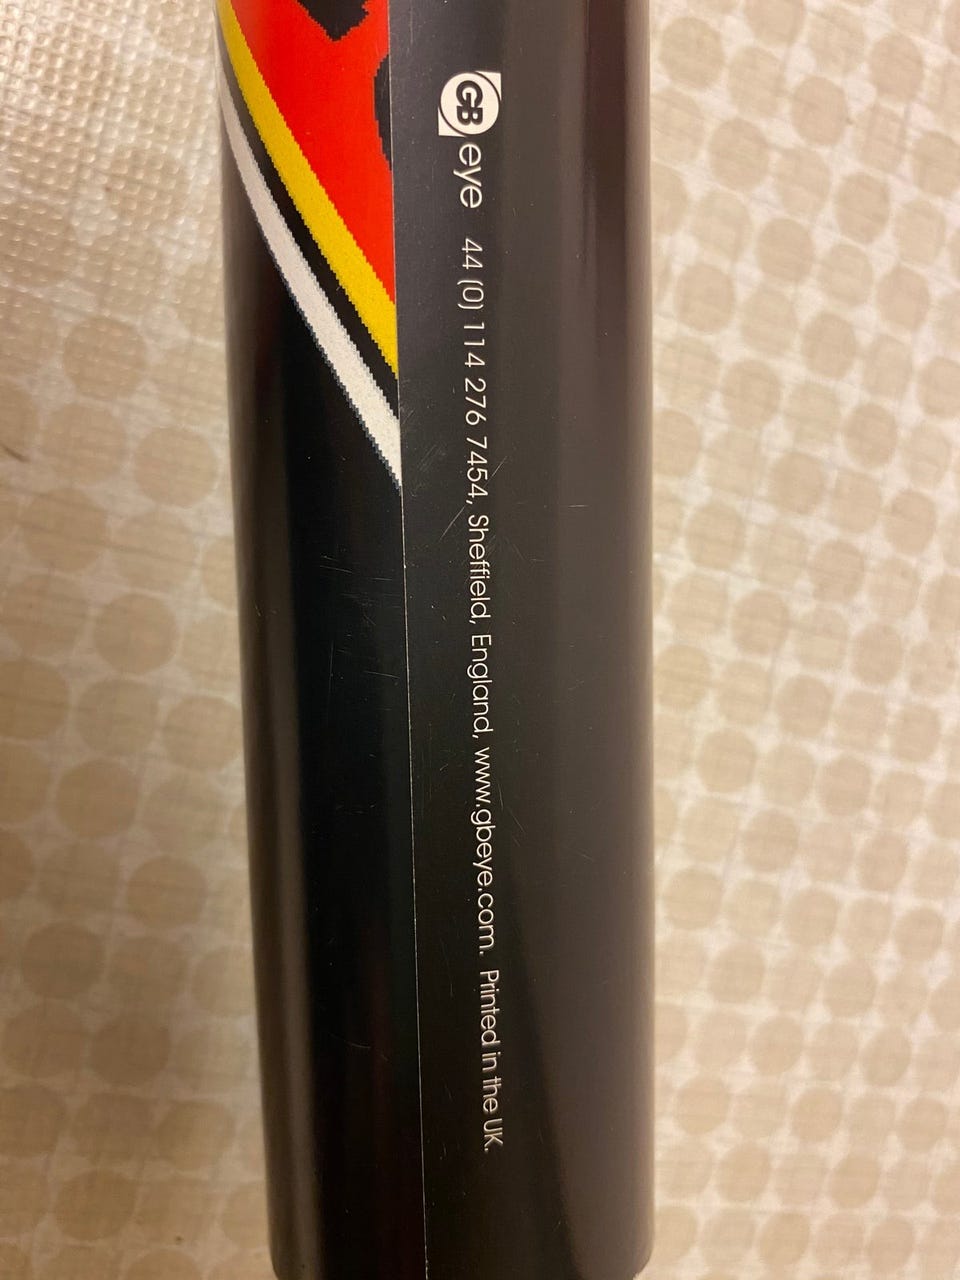 GB eye 44 (0) 114 276 7454, Sheffield, England, www.gbeye.com. Printed in the UK.